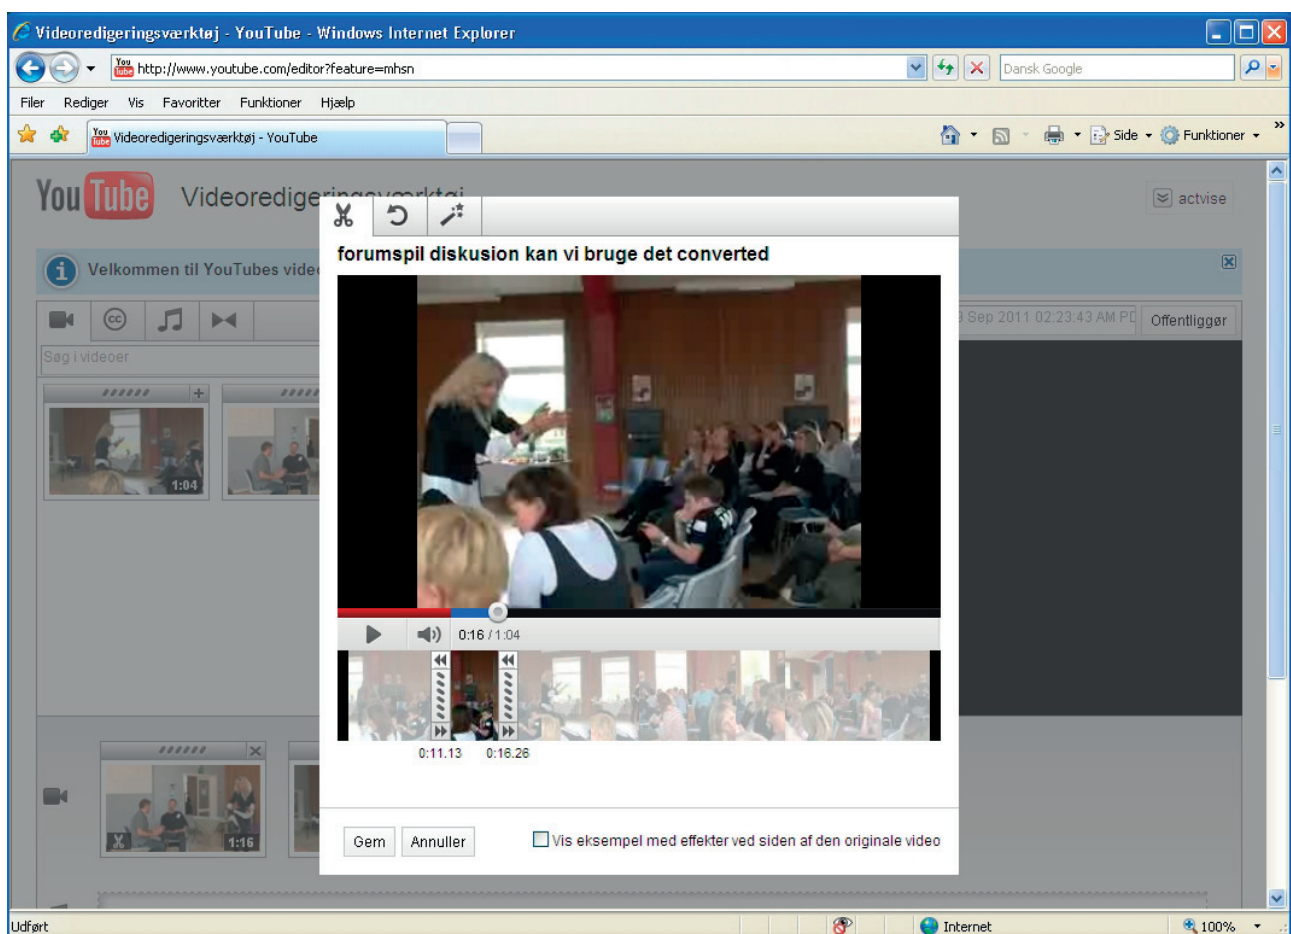 Videoredigeringsværktøj - YouTube - Windows Internet Explorer
http://www.youtube.com/editor?feature=mhsn
Dansk Google
Filer Rediger Vis Favoritter Funktioner Hjælp
Videoredigeringsværktøj - YouTube
Side
Funktioner
YouTube
Videoredigeringsværktøj
actvise
forumspil diskusion kan vi bruge det converted
Velkommen til YouTubes
Sep 2011 02:23:43 AM
Offentliggør
Søg i videoer
1:04
0:16 / 1:04
0:11.13 0:16.26
1:16
Gem Annuller
Vis eksempel med effekter ved siden af den originale video
Udført
Internet
100%